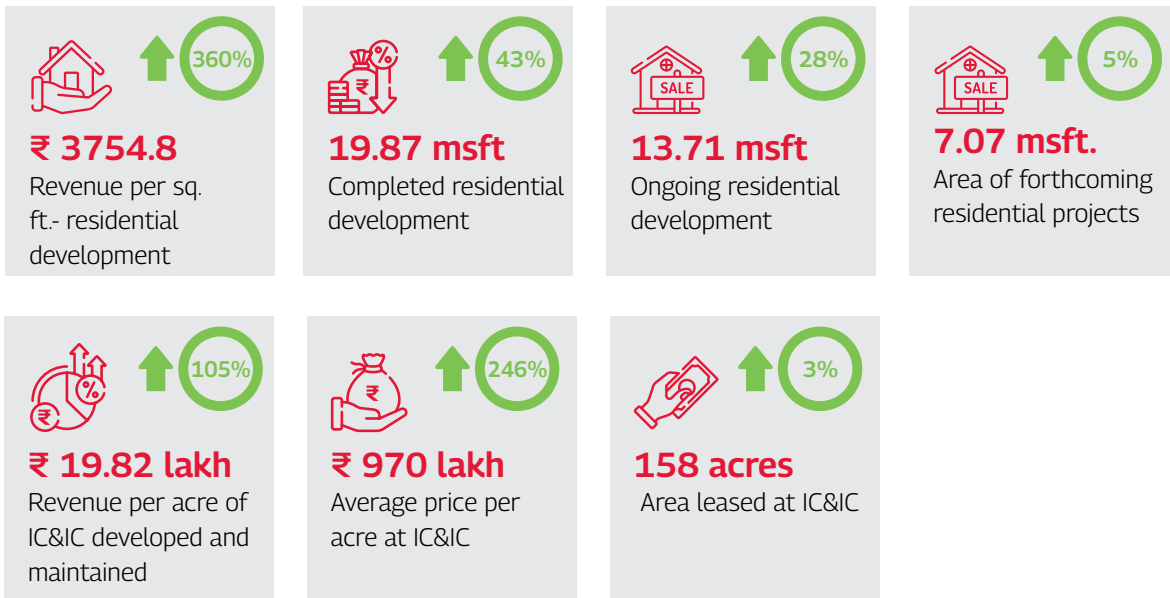 360%
₹ 3754.8
Revenue per sq.
ft.- residential
development
%
₹
43%
19.87 msft
Completed residential
development
SALE
28%
13.71 msft
Ongoing residential
development
SALE
5%
7.07 msft.
Area of forthcoming
residential projects
%
₹
105%
₹ 19.82 lakh
Revenue per acre of
IC&IC developed and
maintained
₹
246%
₹ 970 lakh
Average price per
acre at IC&IC
3%
158 acres
Area leased at IC&IC